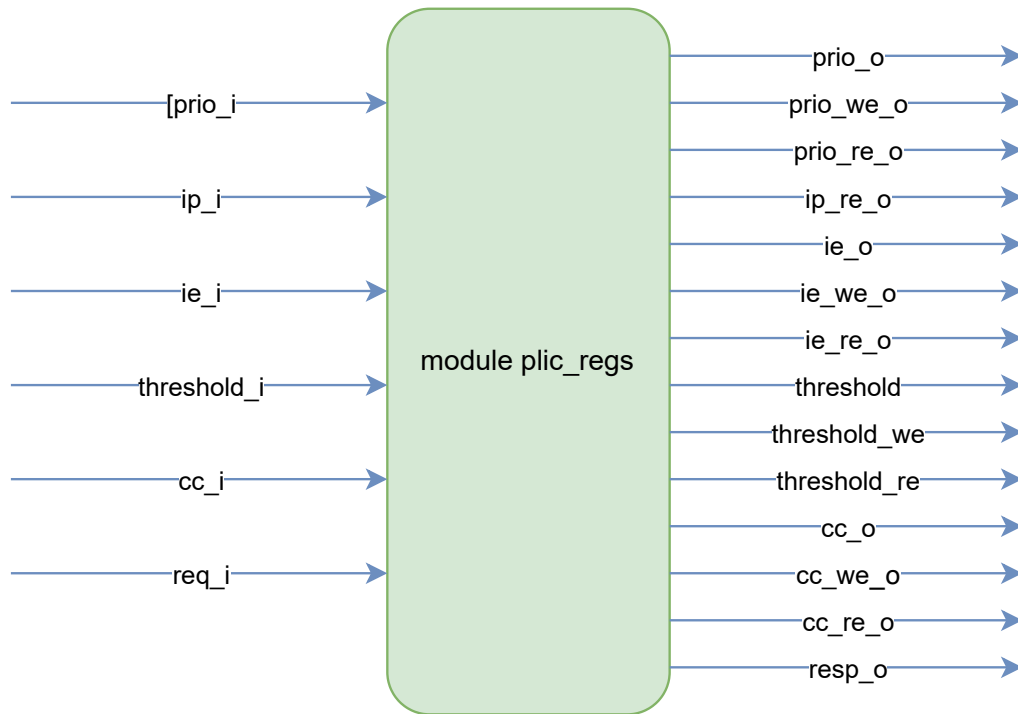 [prio_i
ip_i
ie_i
threshold_i
cc_i
req_i
module plic_regs
prio_o
prio_we_o
prio_re_o
ip_re_o
ie_o
ie_we_o
ie_re_o
threshold
threshold_we
threshold_re
cc_o
cc_we_o
cc_re_o
resp_o